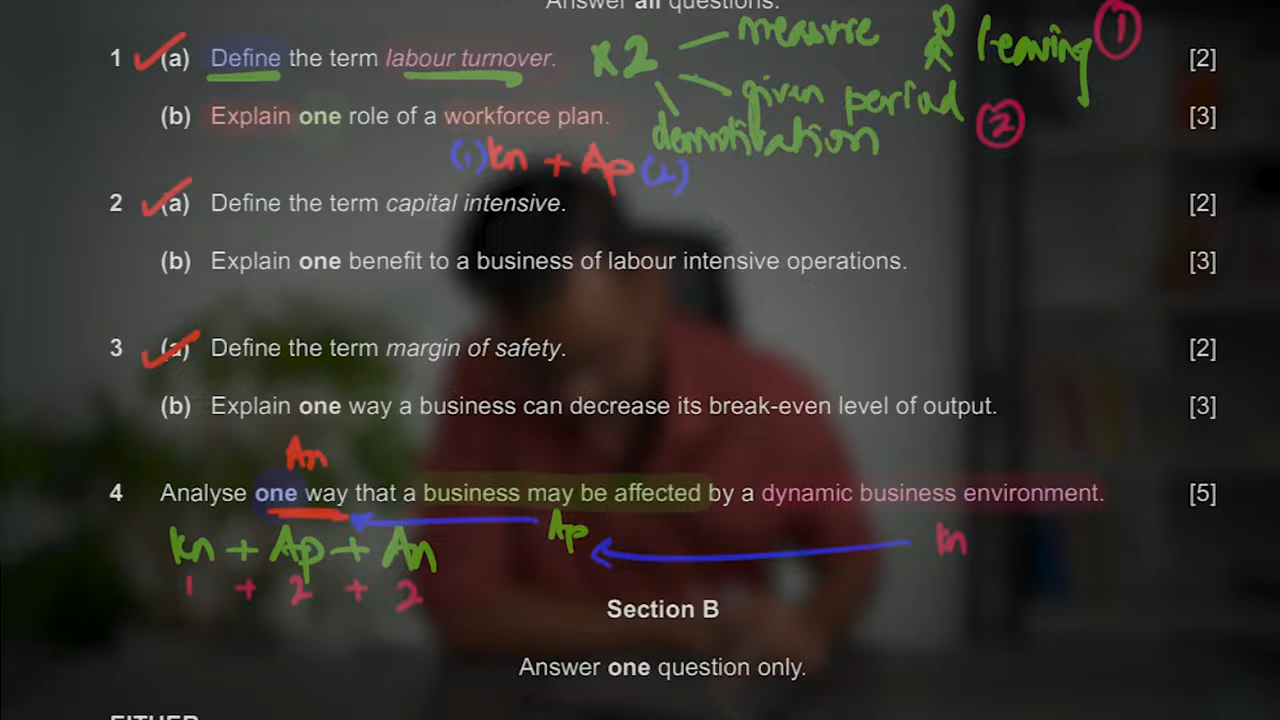 Answer all questions.
1 (a) Define the term labour turnover. [2]
x2 measure leaving 1
given period 2
demotivation
(b) Explain one role of a workforce plan. [3]
(1) kn + Ap (2)
2 (a) Define the term capital intensive. [2]
(b) Explain one benefit to a business of labour intensive operations. [3]
3 (a) Define the term margin of safety. [2]
(b) Explain one way a business can decrease its break-even level of output. [3]
An
4 Analyse one way that a business may be affected by a dynamic business environment. [5]
Ap kn
kn + Ap + An
1 + 2 + 2
Section B
Answer one question only.
EITHER